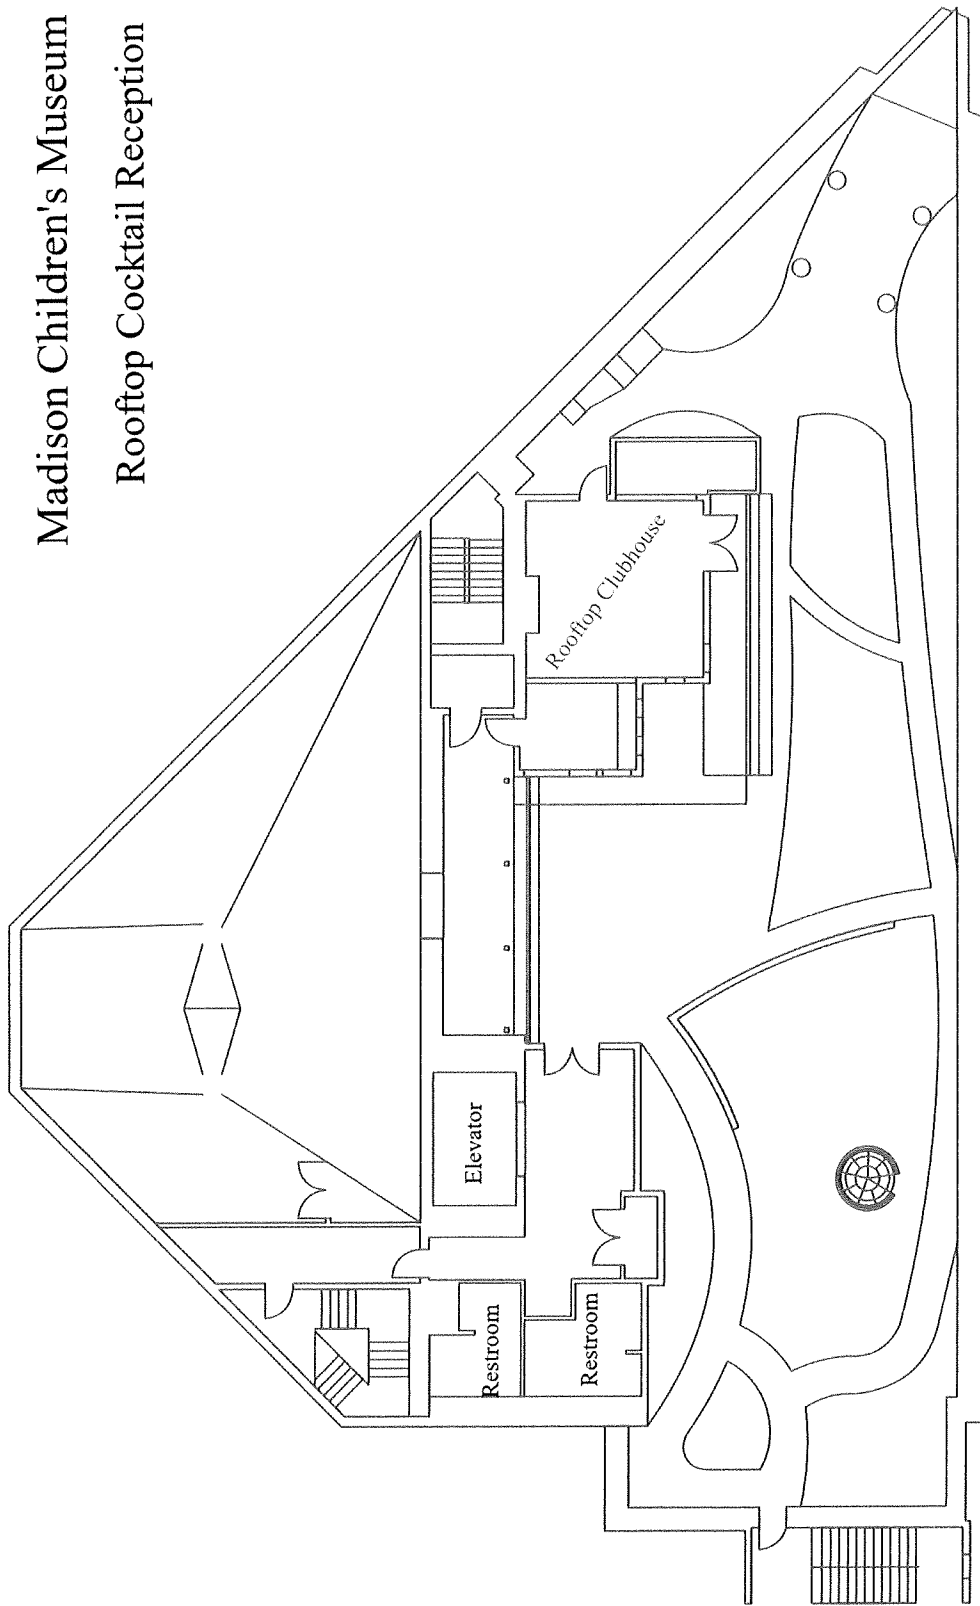 Madison Children's Museum
Rooftop Cocktail Reception
Rooftop Clubhouse
Elevator
Restroom
Restroom